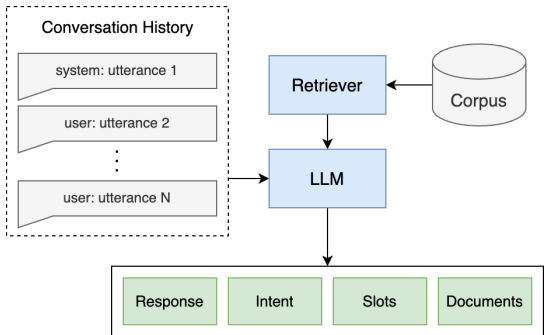 Conversation History
system: utterance 1
user: utterance 2
user: utterance N
Retriever
Corpus
LLM
Response
Intent
Slots
Documents